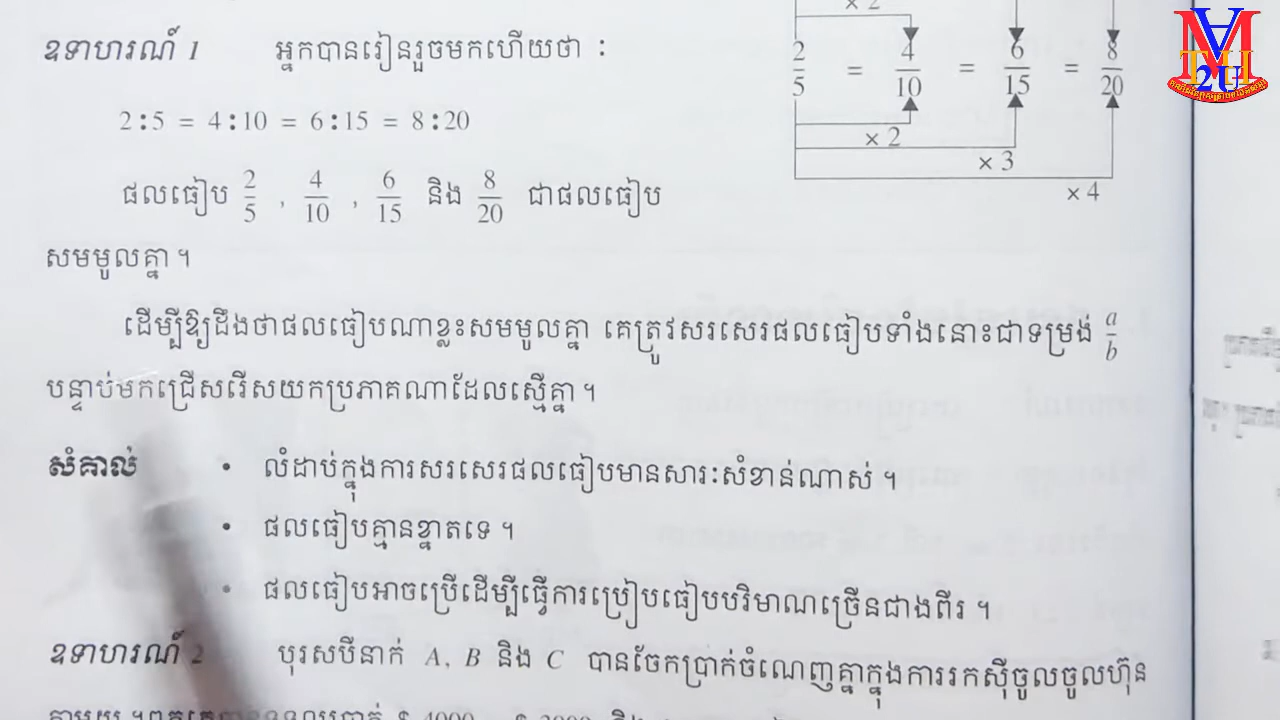 × 2
ឧទាហរណ៍ 1 អ្នកបានរៀនរួចមកហើយថា :
2/5 = 4/10 = 6/15 = 8/20
2 : 5 = 4 : 10 = 6 : 15 = 8 : 20
× 2
× 3
× 4
ផលធៀប 2/5 , 4/10 , 6/15 និង 8/20 ជាផលធៀប
សមមូលគ្នា ។
ដើម្បីឱ្យដឹងថាផលធៀបណាខ្លះសមមូលគ្នា គេត្រូវសរសេរផលធៀបទាំងនោះជាទម្រង់ a/b
បន្ទាប់មកជ្រើសរើសយកប្រភាគណាដែលស្មើគ្នា ។
សំគាល់ • លំដាប់ក្នុងការសរសេរផលធៀបមានសារៈសំខាន់ណាស់ ។
• ផលធៀបគ្មានខ្នាតទេ ។
• ផលធៀបអាចប្រើដើម្បីធ្វើការប្រៀបធៀបបរិមាណច្រើនជាងពីរ ។
ឧទាហរណ៍ 2 បុរសបីនាក់ A, B និង C បានចែកប្រាក់ចំណេញគ្នាក្នុងការរកស៊ីចូលចូលហ៊ុន
MATH
2U